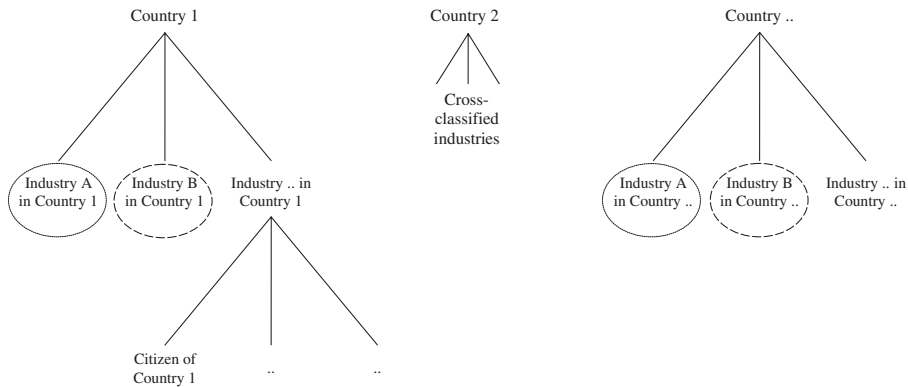 Country 1
Country 2
Country ..
Cross-
classified
industries
Industry A
in Country 1
Industry B
in Country 1
Industry .. in
Country 1
Industry A
in Country ..
Industry B
in Country ..
Industry .. in
Country ..
Citizen of
Country 1
..
..